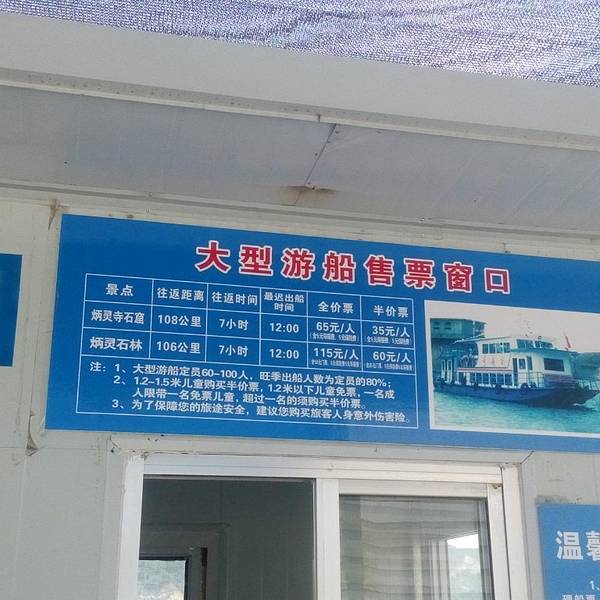 大型游船售票窗口
景点 往返距离 往返时间 最迟出船时间 全价票 半价票
炳灵寺石窟 108公里 7小时 12:00 65元/人 35元/人
炳灵石林 106公里 7小时 12:00 115元/人 60元/人
注：1、大型游船定员60-100人，旺季出船人数为定员的80%；
2、1.2-1.5米儿童购买半价票，1.2米以下儿童免票，一名成
人限带一名免票儿童，超过一名的须购买半价票。
3、为了保障您的旅途安全，建议您购买旅客人身意外伤害险。
温馨
1、